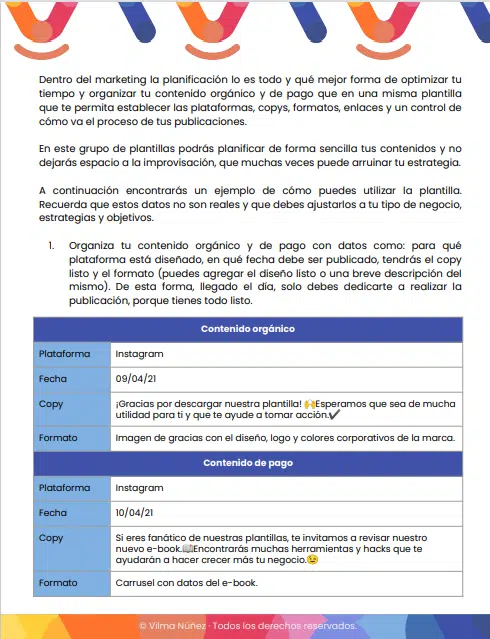 Dentro del marketing la planificación lo es todo y qué mejor forma de optimizar tu
tiempo y organizar tu contenido orgánico y de pago que en una misma plantilla
que te permita establecer las plataformas, copys, formatos, enlaces y un control de
cómo va el proceso de tus publicaciones.
En este grupo de plantillas podrás planificar de forma sencilla tus contenidos y no
dejarás espacio a la improvisación, que muchas veces puede arruinar tu estrategia.
A continuación encontrarás un ejemplo de cómo puedes utilizar la plantilla.
Recuerda que estos datos no son reales y que debes ajustarlos a tu tipo de negocio,
estrategias y objetivos.
1. Organiza tu contenido orgánico y de pago con datos como: para qué
plataforma está diseñado, en qué fecha debe ser publicado, tendrás el copy
listo y el formato (puedes agregar el diseño listo o una breve descripción del
mismo). De esta forma, llegado el día, solo debes dedicarte a realizar la
publicación, porque tienes todo listo.
Contenido orgánico
Plataforma Instagram
Fecha 09/04/21
Copy ¡Gracias por descargar nuestra plantilla! 🙌Esperamos que sea de mucha
utilidad para ti y que te ayude a tomar acción.✔️
Formato Imagen de gracias con el diseño, logo y colores corporativos de la marca.
Contenido de pago
Plataforma Instagram
Fecha 10/04/21
Copy Si eres fanático de nuestras plantillas, te invitamos a revisar nuestro
nuevo e-book.📖Encontrarás muchas herramientas y hacks que te
ayudarán a hacer crecer más tu negocio.😉
Formato Carrusel con datos del e-book.
© Vilma Núñez · Todos los derechos reservados.